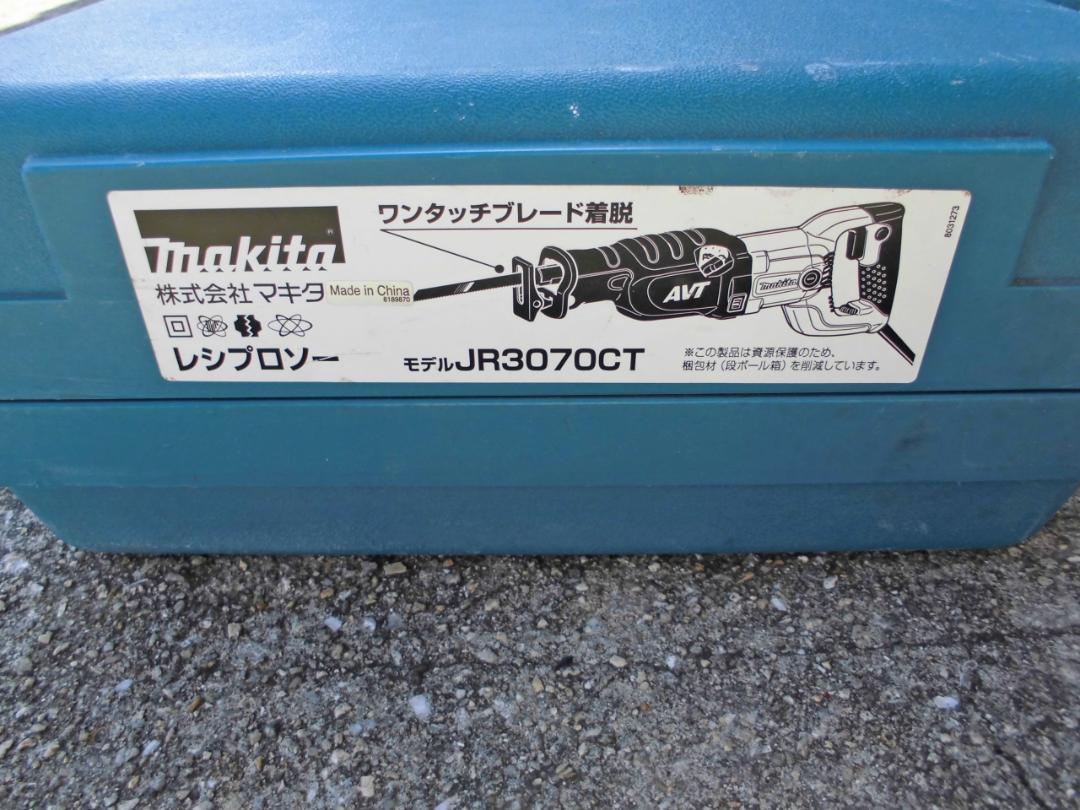 makita®
ワンタッチブレード着脱
株式会社マキタ
Made in China
6189670
AVT
makita
レシプロソー
モデルJR3070CT
※この製品は資源保護のため、
梱包材（段ボール箱）を削減しています。
8031273